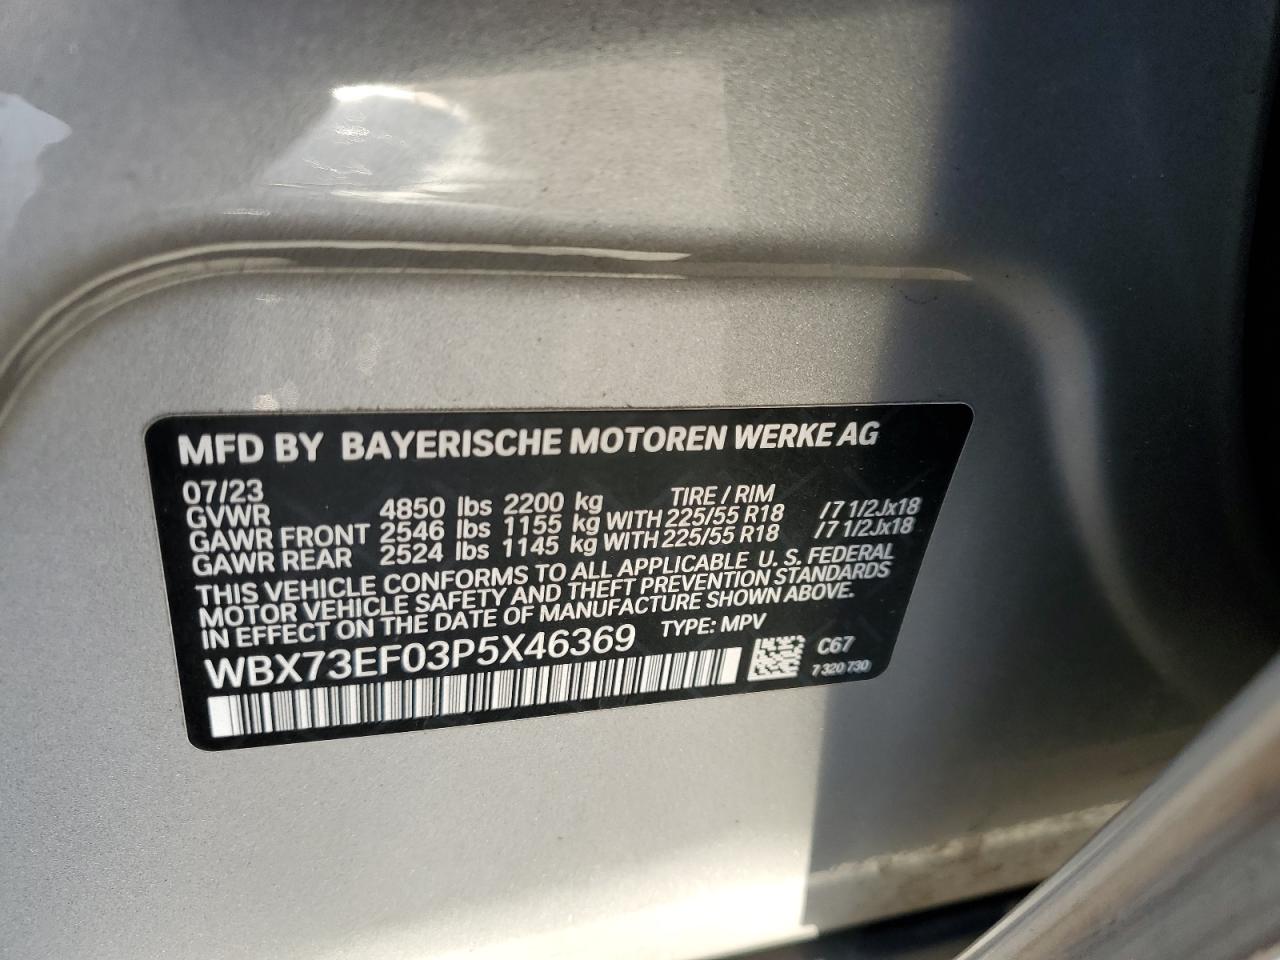 MFD BY BAYERISCHE MOTOREN WERKE AG
07/23 TIRE / RIM
GVWR 4850 lbs 2200 kg
GAWR FRONT 2546 lbs 1155 kg WITH 225/55 R18 /7 1/2Jx18
GAWR REAR 2524 lbs 1145 kg WITH 225/55 R18 /7 1/2Jx18
THIS VEHICLE CONFORMS TO ALL APPLICABLE U. S. FEDERAL
MOTOR VEHICLE SAFETY AND THEFT PREVENTION STANDARDS
IN EFFECT ON THE DATE OF MANUFACTURE SHOWN ABOVE.
WBX73EF03P5X46369 TYPE: MPV
C67
7 320 730